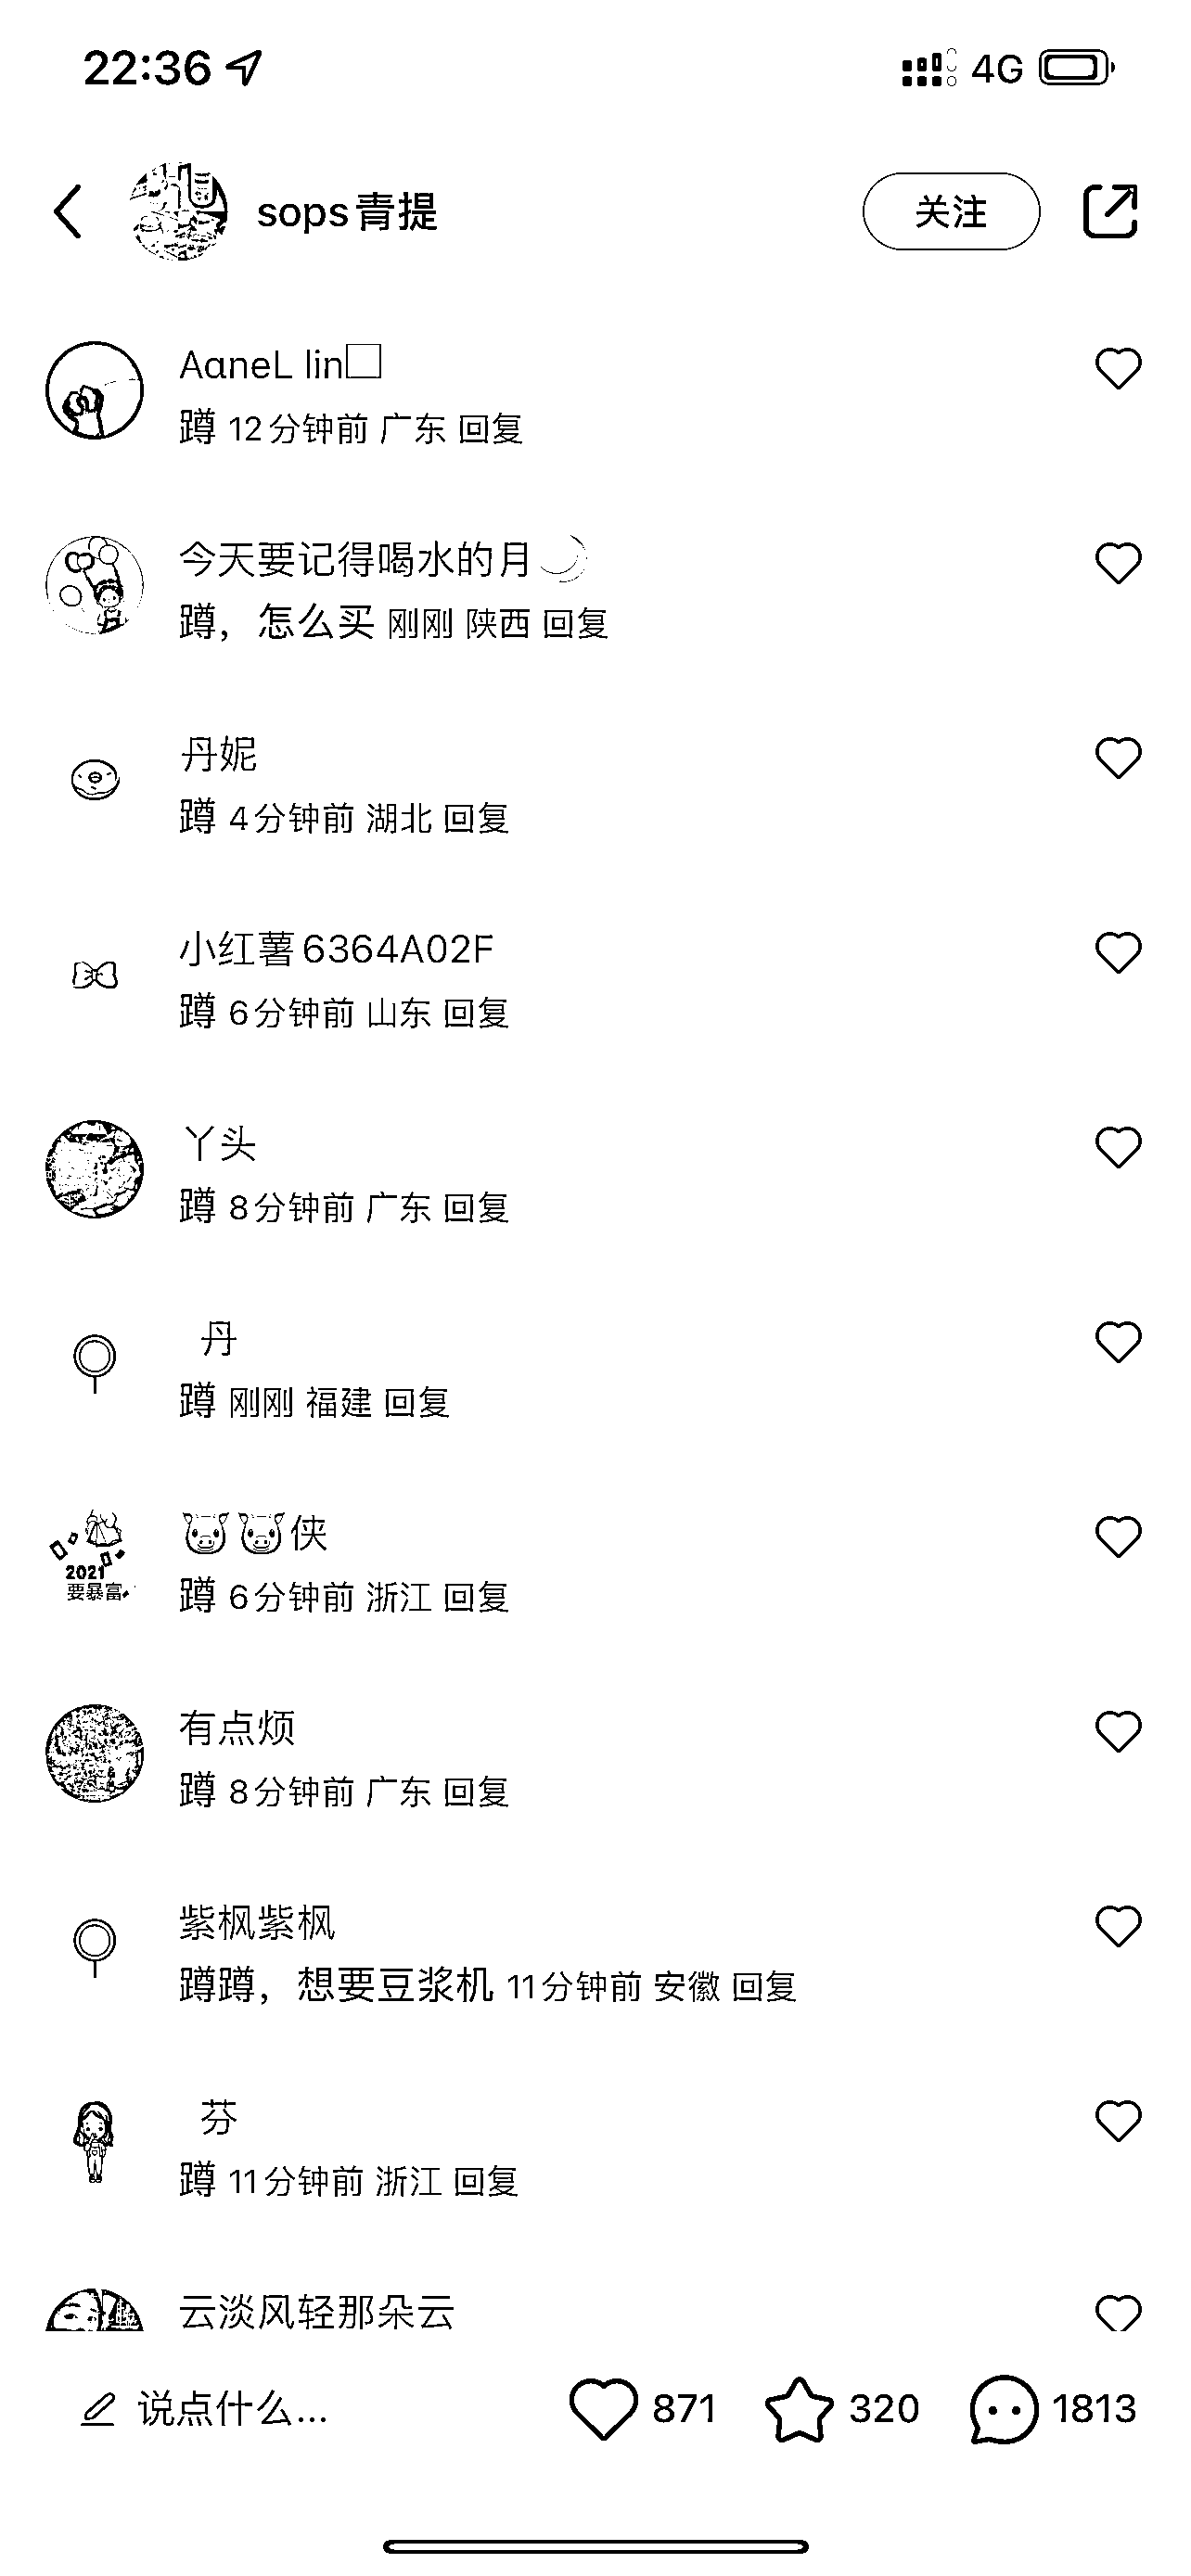 22:36 4G
sops青提 关注
AɑneL lin
蹲 12分钟前 广东 回复
今天要记得喝水的月
蹲，怎么买 刚刚 陕西 回复
丹妮
蹲 4分钟前 湖北 回复
小红薯6364A02F
蹲 6分钟前 山东 回复
丫头
蹲 8分钟前 广东 回复
丹
蹲 刚刚 福建 回复
2021
要暴富
🐷🐷侠
蹲 6分钟前 浙江 回复
有点烦
蹲 8分钟前 广东 回复
紫枫紫枫
蹲蹲，想要豆浆机 11分钟前 安徽 回复
芬
蹲 11分钟前 浙江 回复
云淡风轻那朵云
说点什么... 871 320 1813